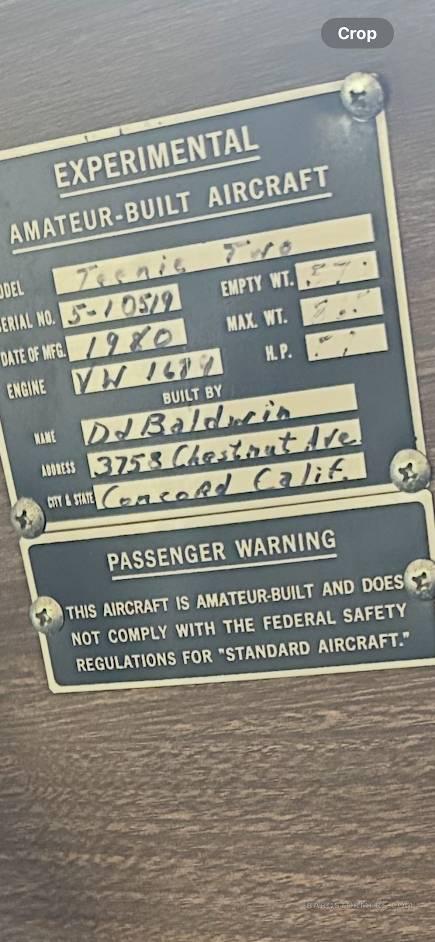 Crop
EXPERIMENTAL
AMATEUR-BUILT AIRCRAFT
ODEL Teenie Two
ERIAL NO. 5-10519 EMPTY WT.
DATE OF MFG. 1980 MAX. WT.
ENGINE VW H.P.
BUILT BY
NAME DJ Baldwin
ADDRESS 3758 Chestnut Ave.
CITY & STATE Concord Calif.
PASSENGER WARNING
THIS AIRCRAFT IS AMATEUR-BUILT AND DOES
NOT COMPLY WITH THE FEDERAL SAFETY
REGULATIONS FOR "STANDARD AIRCRAFT."